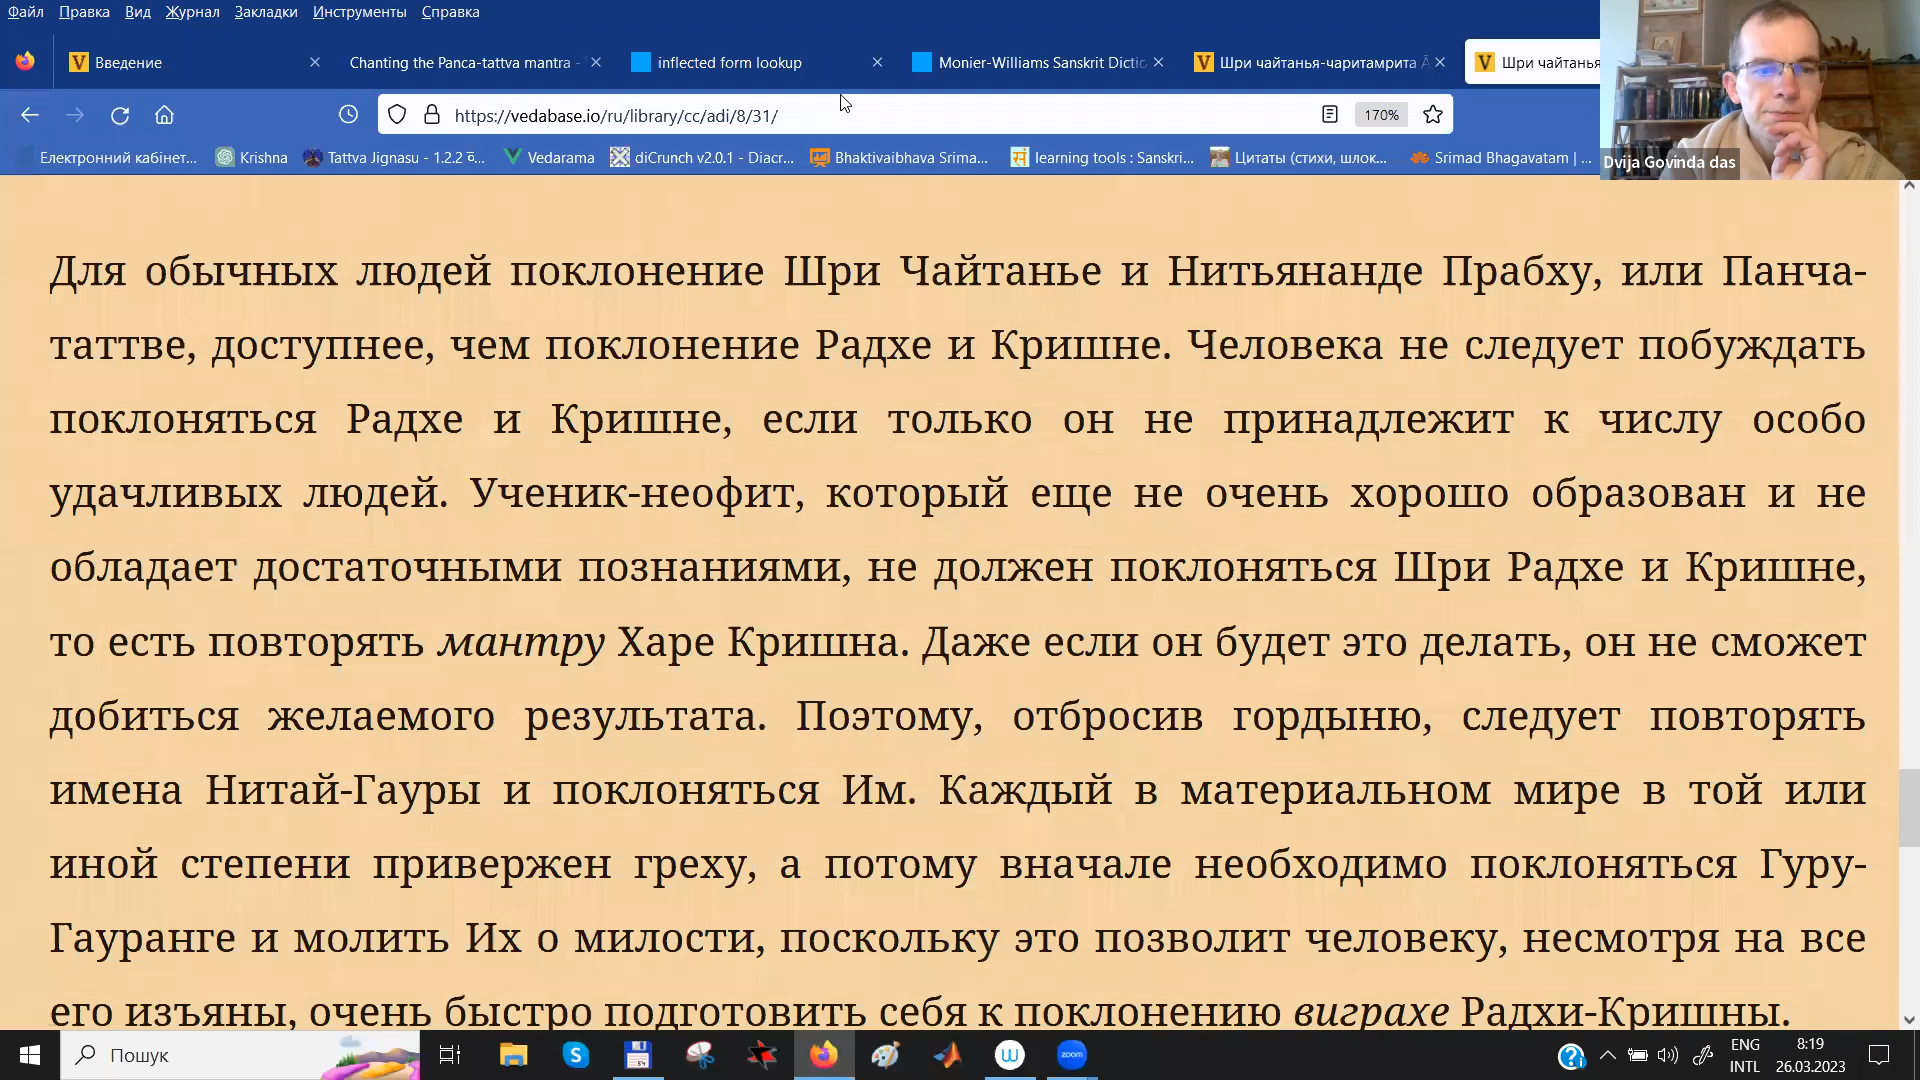 Файл Правка Вид Журнал Закладки Инструменты Справка
Введение
Chanting the Panca-tattva mantra -
inflected form lookup
Monier-Williams Sanskrit Dictio
Шри чайтанья-чаритамрита Ā
Шри чайтанья
https://vedabase.io/ru/library/cc/adi/8/31/
170%
Електронний кабінет...
Krishna
Tattva Jignasu - 1.2.2 ...
Vedarama
diCrunch v2.0.1 - Diacr...
Bhaktivaibhava Srima...
learning tools : Sanskri...
Цитаты (стихи, шлок...
Srimad Bhagavatam | ...
Dvija Govinda das
Для обычных людей поклонение Шри Чайтанье и Нитьянанде Прабху, или Панча-
таттве, доступнее, чем поклонение Радхе и Кришне. Человека не следует побуждать
поклоняться Радхе и Кришне, если только он не принадлежит к числу особо
удачливых людей. Ученик-неофит, который еще не очень хорошо образован и не
обладает достаточными познаниями, не должен поклоняться Шри Радхе и Кришне,
то есть повторять мантру Харе Кришна. Даже если он будет это делать, он не сможет
добиться желаемого результата. Поэтому, отбросив гордыню, следует повторять
имена Нитай-Гауры и поклоняться Им. Каждый в материальном мире в той или
иной степени привержен греху, а потому вначале необходимо поклоняться Гуру-
Гауранге и молить Их о милости, поскольку это позволит человеку, несмотря на все
его изъяны, очень быстро подготовить себя к поклонению виграхе Радхи-Кришны.
Пошук
zoom
ENG
INTL
8:19
26.03.2023